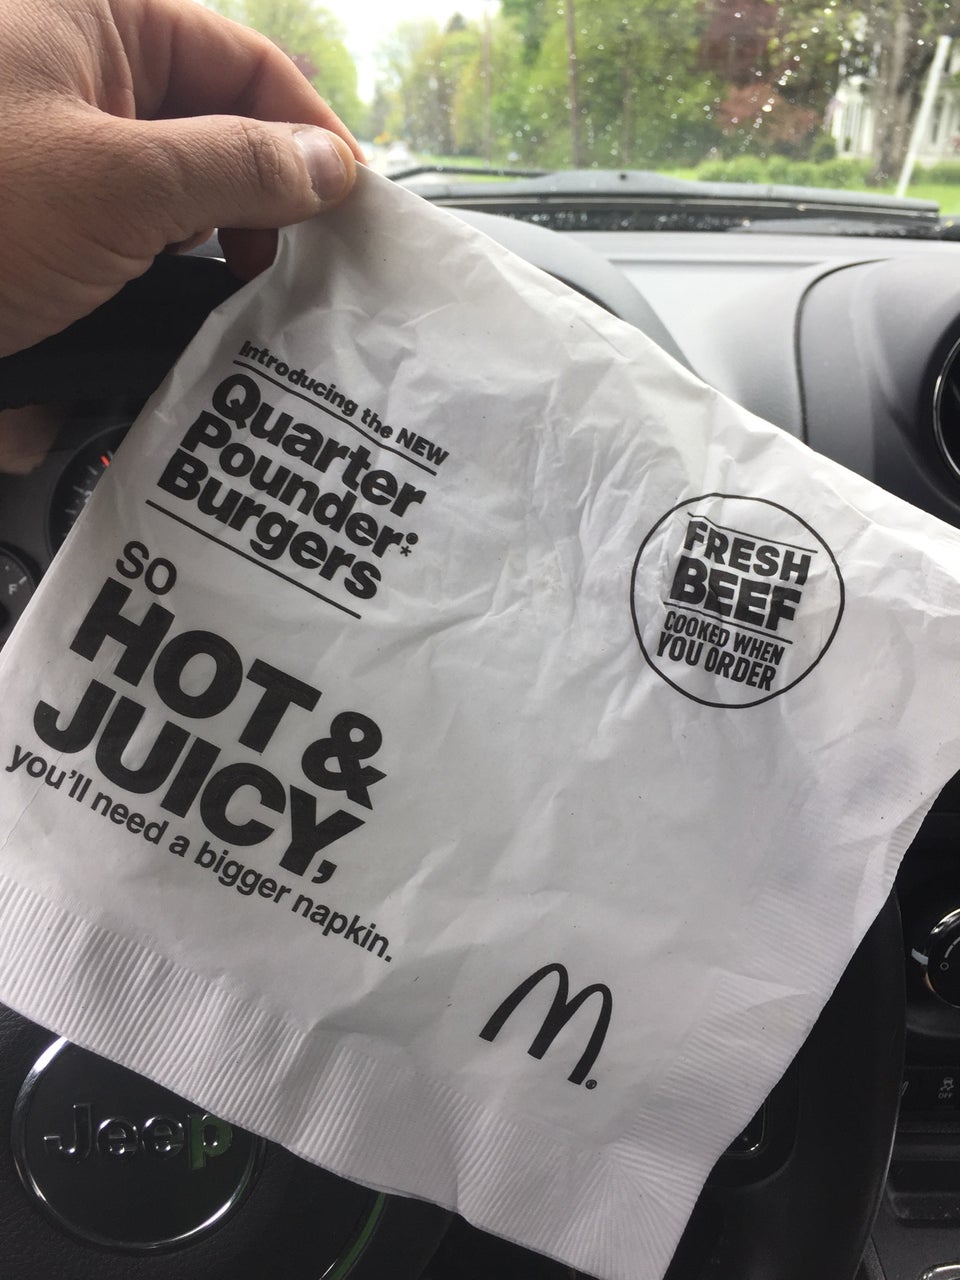 Introducing the NEW
Quarter
Pounder*
Burgers
SO
HOT &
JUICY,
you'll need a bigger napkin.
FRESH
BEEF
COOKED WHEN
YOU ORDER
M®
Jeep
OFF
F